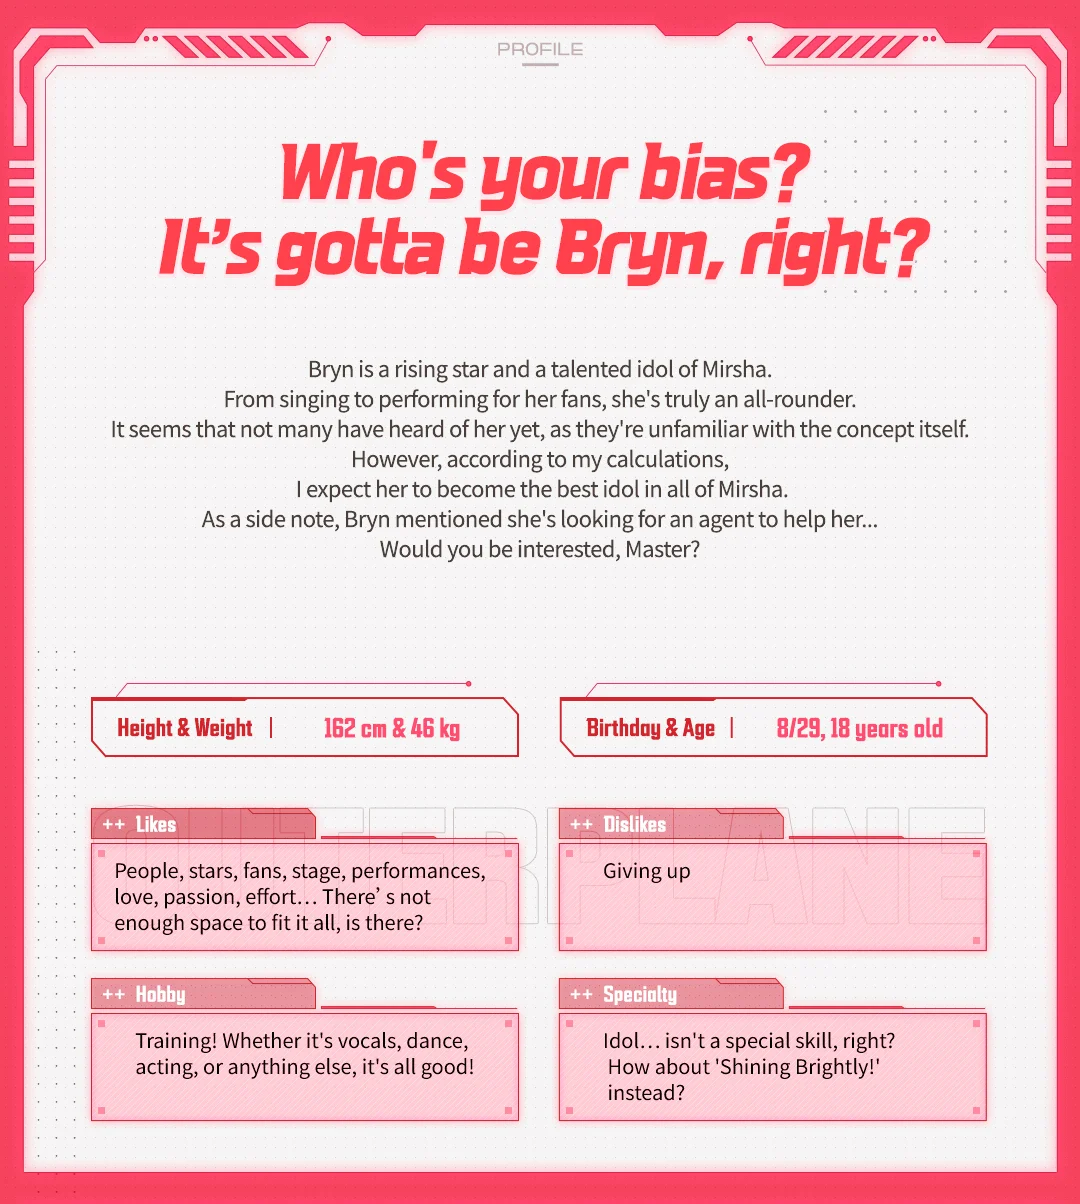 PROFILE
Who's your bias?
It’s gotta be Bryn, right?
Bryn is a rising star and a talented idol of Mirsha.
From singing to performing for her fans, she's truly an all-rounder.
It seems that not many have heard of her yet, as they're unfamiliar with the concept itself.
However, according to my calculations,
I expect her to become the best idol in all of Mirsha.
As a side note, Bryn mentioned she's looking for an agent to help her...
Would you be interested, Master?
Height & Weight | 162 cm & 46 kg
Birthday & Age | 8/29, 18 years old
OUTERPLANE
++ Likes
People, stars, fans, stage, performances,
love, passion, effort… There’ s not
enough space to fit it all, is there?
++ Dislikes
Giving up
++ Hobby
Training! Whether it's vocals, dance,
acting, or anything else, it's all good!
++ Specialty
Idol… isn't a special skill, right?
How about 'Shining Brightly!'
instead?